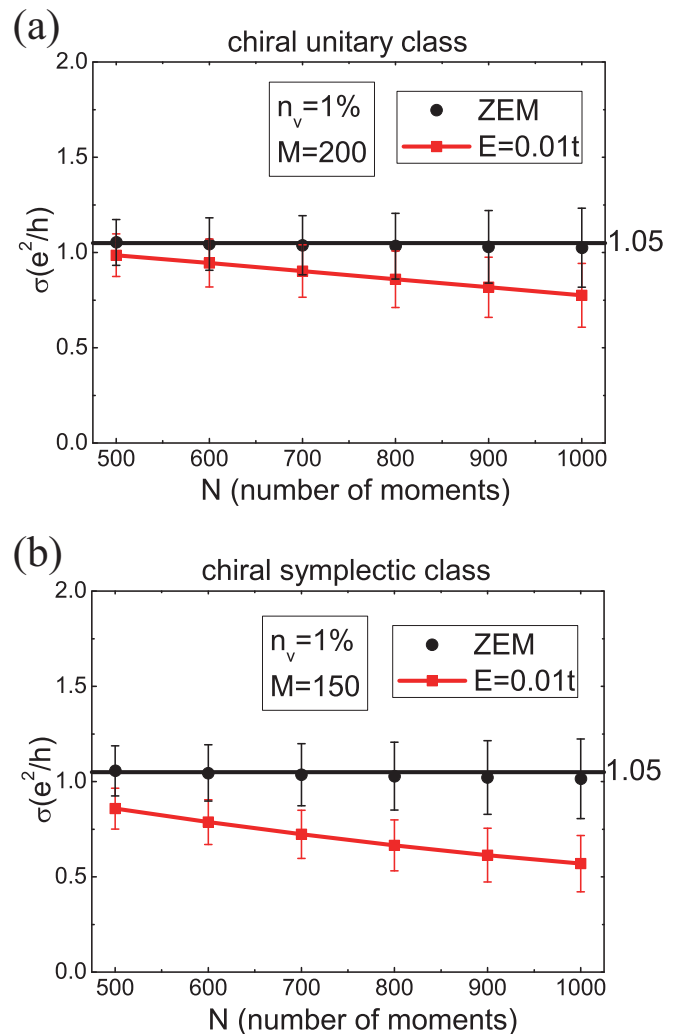 (a)
chiral unitary class
2.0
n_v=1%
M=200
ZEM
E=0.01t
1.5
1.0
1.05
0.5
0.0
σ(e²/h)
500 600 700 800 900 1000
N (number of moments)
(b)
chiral symplectic class
2.0
n_v=1%
M=150
ZEM
E=0.01t
1.5
1.0
1.05
0.5
0.0
σ(e²/h)
500 600 700 800 900 1000
N (number of moments)